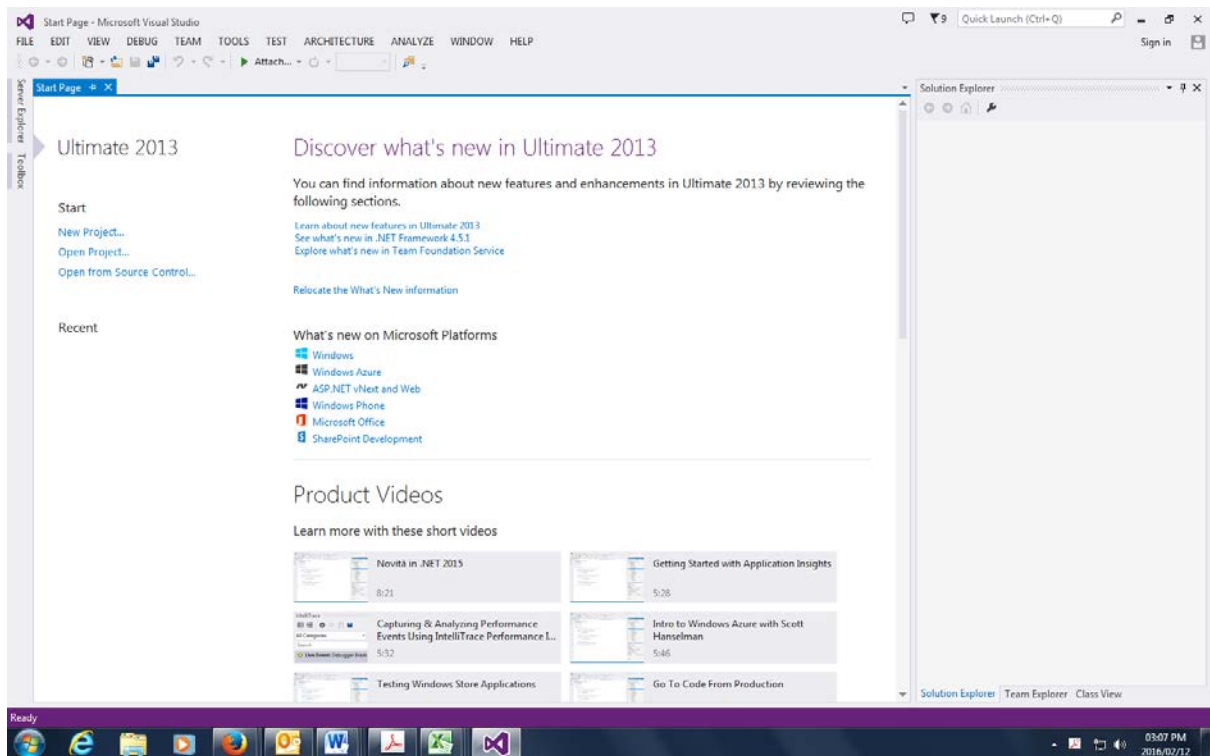 Start Page - Microsoft Visual Studio
9
Quick Launch (Ctrl+Q)
FILE EDIT VIEW DEBUG TEAM TOOLS TEST ARCHITECTURE ANALYZE WINDOW HELP
Sign in
Attach...
Server Explorer
Toolbox
Start Page
Ultimate 2013
Start
New Project...
Open Project...
Open from Source Control...
Recent
Discover what's new in Ultimate 2013
You can find information about new features and enhancements in Ultimate 2013 by reviewing the
following sections.
Learn about new features in Ultimate 2013
See what's new in .NET Framework 4.5.1
Explore what's new in Team Foundation Service
Relocate the What's New information
What's new on Microsoft Platforms
Windows
Windows Azure
ASP.NET vNext and Web
Windows Phone
Microsoft Office
SharePoint Development
Product Videos
Learn more with these short videos
Novità in .NET 2015
8:21
Getting Started with Application Insights
5:28
Capturing & Analyzing Performance
Events Using IntelliTrace Performance I...
5:32
Intro to Windows Azure with Scott
Hanselman
5:46
Testing Windows Store Applications
Go To Code From Production
Solution Explorer
Solution Explorer Team Explorer Class View
Ready
03:07 PM
2016/02/12